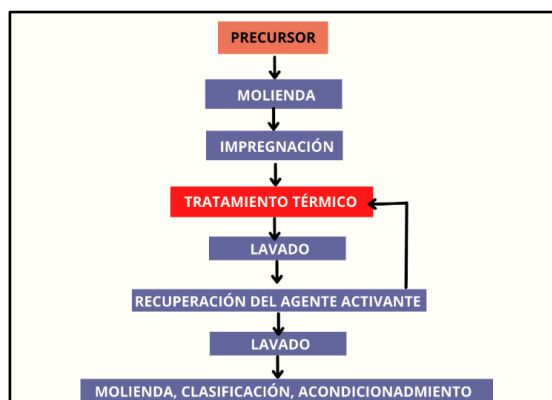 PRECURSOR
MOLIENDA
IMPREGNACIÓN
TRATAMIENTO TÉRMICO
LAVADO
RECUPERACIÓN DEL AGENTE ACTIVANTE
LAVADO
MOLIENDA, CLASIFICACIÓN, ACONDICIONADMIENTO